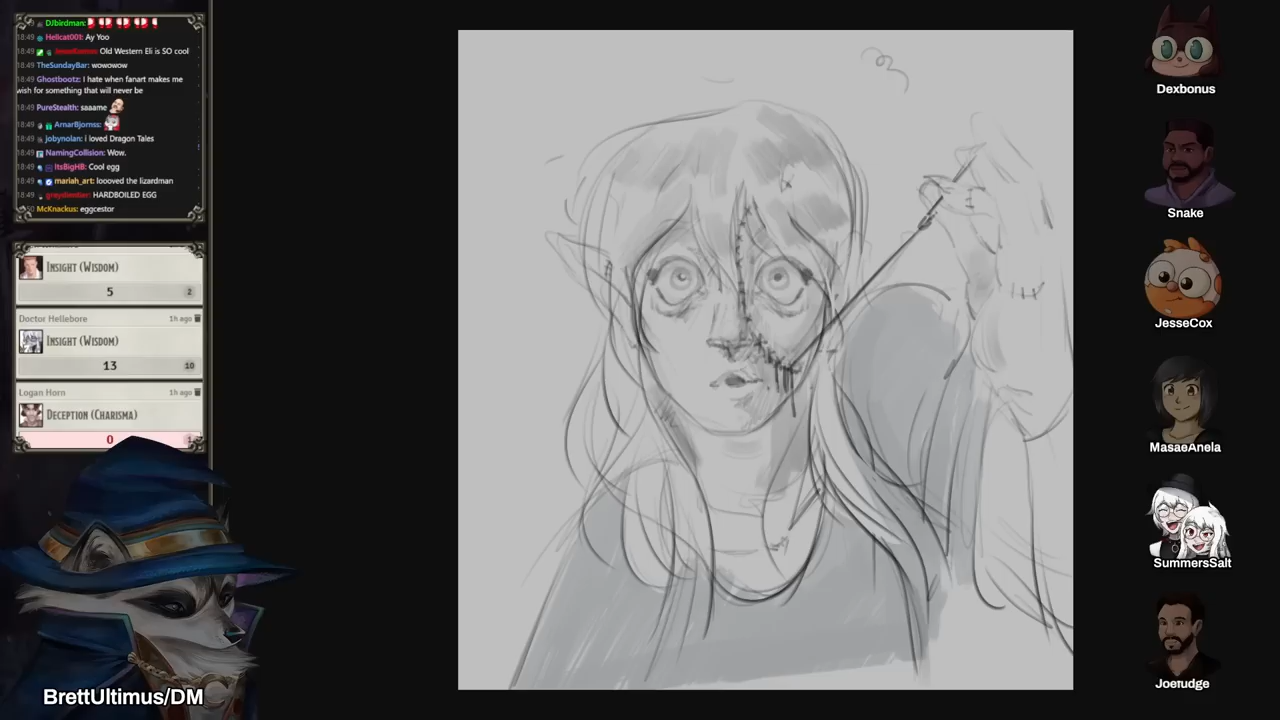 DJbirdman:
18:49 Hellcat001: Ay Yoo
18:49 Old Western Eli is SO cool
18:49 TheSundayBar: wowowow
18:49 Ghostbootz: I hate when fanart makes me
wish for something that will never be
18:49 PureStealth: saaame
18:49 ArnarBjornss:
18:49 jobynolan: i loved Dragon Tales
18:49 NamingCollision: Wow.
18:49 ItsBigHB: Cool egg
18:49 mariah_art: loooved the lizardman
18:49 HARDBOILED EGG
McKnackus: eggcestor
Insight (Wisdom)
5 2
Doctor Hellebore 1h ago
Insight (Wisdom)
13 10
Logan Horn 1h ago
Deception (Charisma)
0 1
BrettUltimus/DM
Dexbonus
Snake
JesseCox
MasaeAnela
SummersSalt
Joefudge